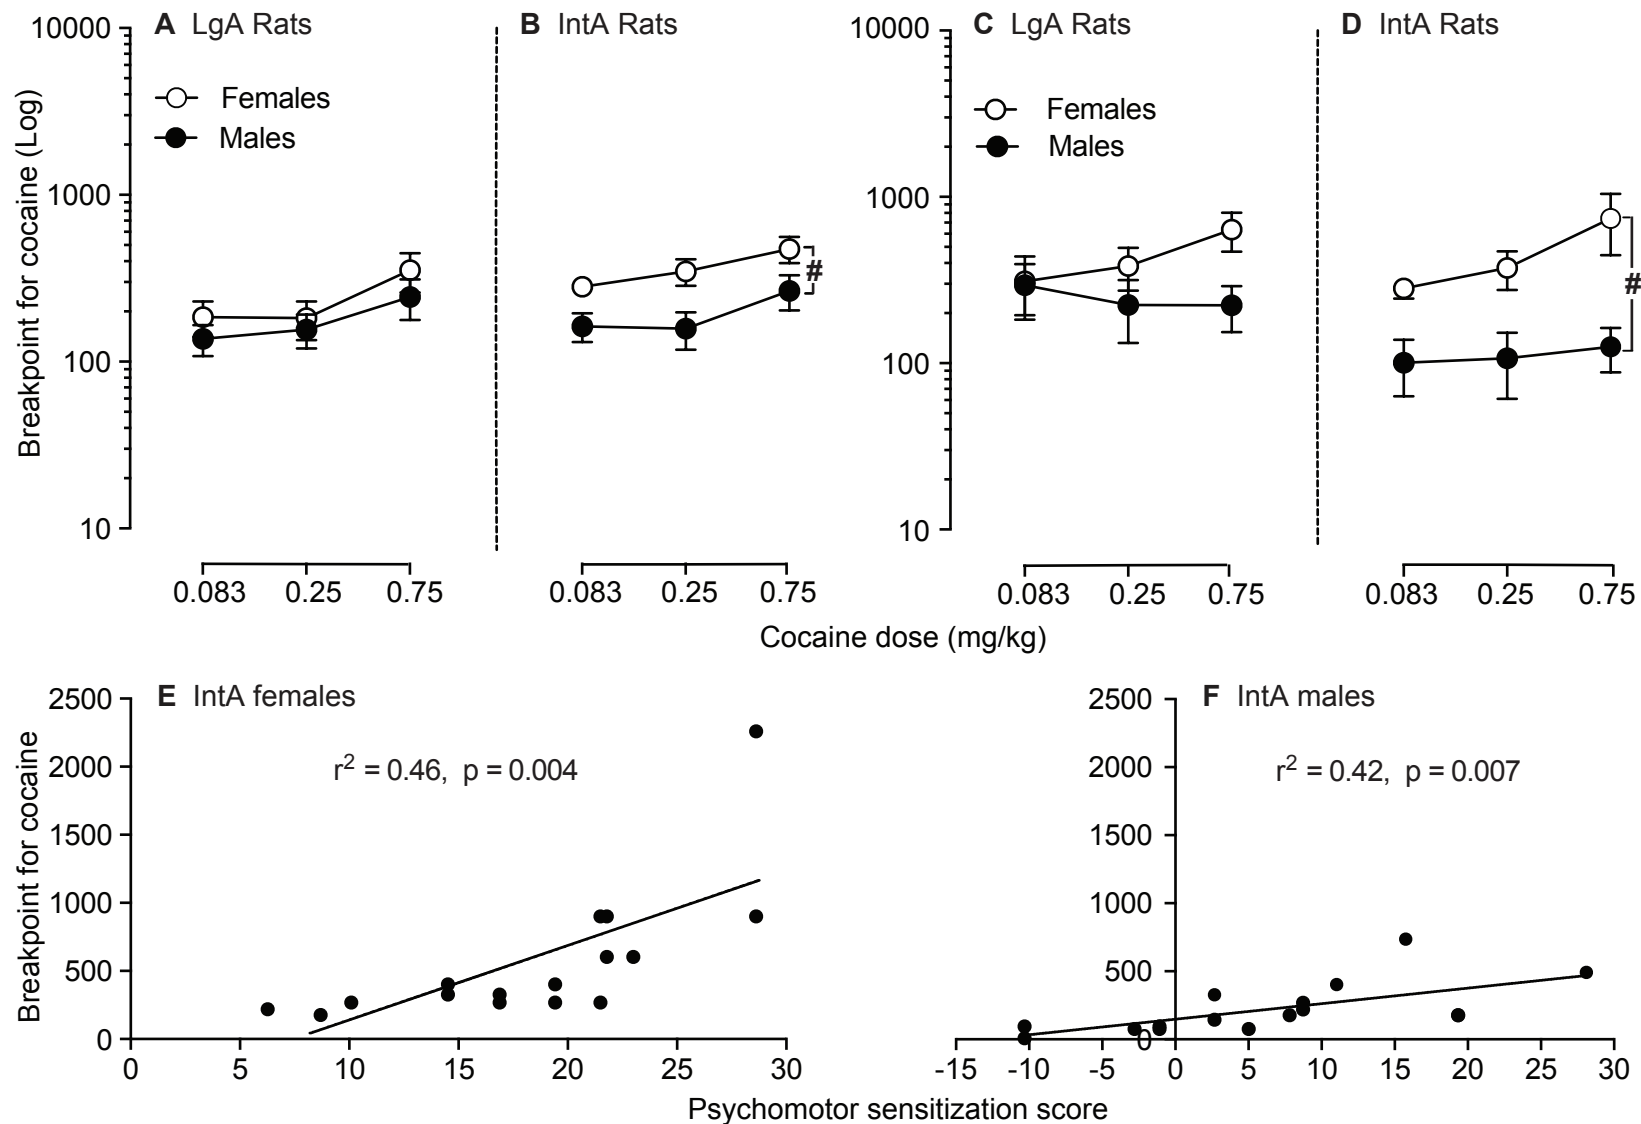 A LgA Rats
B IntA Rats
C LgA Rats
D IntA Rats
Breakpoint for cocaine (Log)
10000
1000
100
10
Females
Males
#
0.083 0.25 0.75
0.083 0.25 0.75
10000
1000
100
10
Females
Males
#
0.083 0.25 0.75
0.083 0.25 0.75
Cocaine dose (mg/kg)
E IntA females
Breakpoint for cocaine
2500
2000
1500
1000
500
0
r² = 0.46, p = 0.004
0 5 10 15 20 25 30
F IntA males
2500
2000
1500
1000
500
0
r² = 0.42, p = 0.007
-15 -10 -5 0 5 10 15 20 25 30
Psychomotor sensitization score